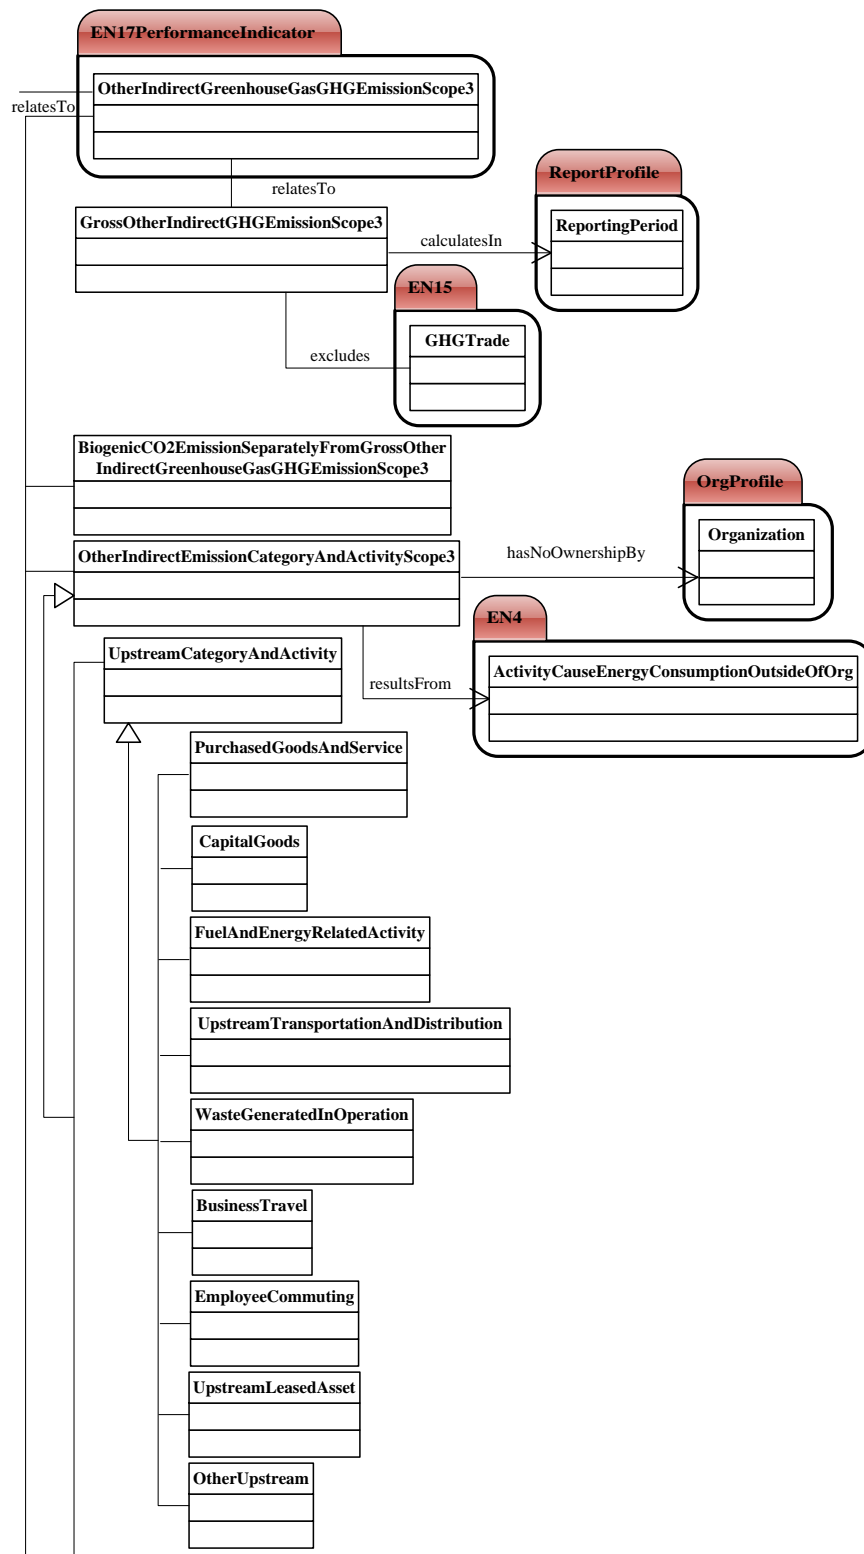 EN17PerformanceIndicator
OtherIndirectGreenhouseGasGHGEmissionScope3
relatesTo
relatesTo
ReportProfile
GrossOtherIndirectGHGEmissionScope3
ReportingPeriod
calculatesIn
EN15
GHGTrade
excludes
BiogenicCO2EmissionSeparatelyFromGrossOther
IndirectGreenhouseGasGHGEmissionScope3
OrgProfile
Organization
OtherIndirectEmissionCategoryAndActivityScope3
hasNoOwnershipBy
EN4
UpstreamCategoryAndActivity
ActivityCauseEnergyConsumptionOutsideOfOrg
resultsFrom
PurchasedGoodsAndService
CapitalGoods
FuelAndEnergyRelatedActivity
UpstreamTransportationAndDistribution
WasteGeneratedInOperation
BusinessTravel
EmployeeCommuting
UpstreamLeasedAsset
OtherUpstream